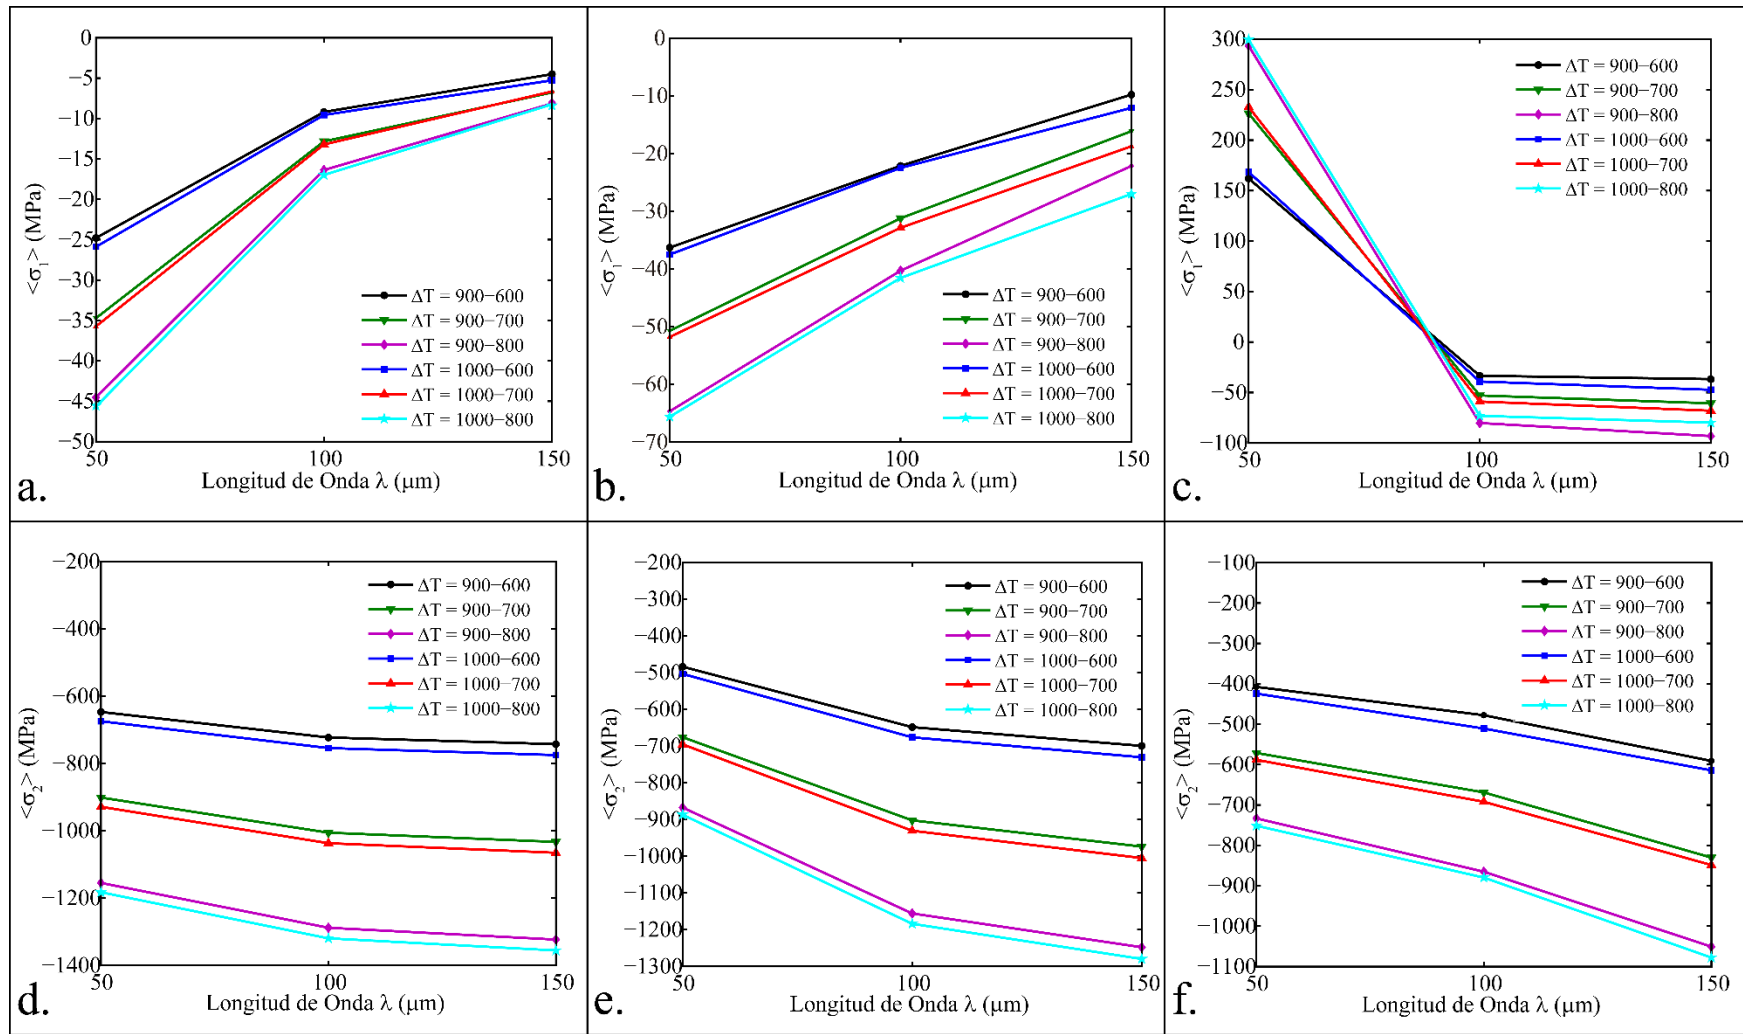 0
−5
−10
−15
−20
−25
−30
−35
−40
−45
−50
<σ1> (MPa)
ΔT = 900−600
ΔT = 900−700
ΔT = 900−800
ΔT = 1000−600
ΔT = 1000−700
ΔT = 1000−800
50 100 150
Longitud de Onda λ (μm)
a.
0
−10
−20
−30
−40
−50
−60
−70
<σ1> (MPa)
ΔT = 900−600
ΔT = 900−700
ΔT = 900−800
ΔT = 1000−600
ΔT = 1000−700
ΔT = 1000−800
50 100 150
Longitud de Onda λ (μm)
b.
300
250
200
150
100
50
0
−50
−100
<σ1> (MPa)
ΔT = 900−600
ΔT = 900−700
ΔT = 900−800
ΔT = 1000−600
ΔT = 1000−700
ΔT = 1000−800
50 100 150
Longitud de Onda λ (μm)
c.
−200
−400
−600
−800
−1000
−1200
−1400
<σ2> (MPa)
ΔT = 900−600
ΔT = 900−700
ΔT = 900−800
ΔT = 1000−600
ΔT = 1000−700
ΔT = 1000−800
50 100 150
Longitud de Onda λ (μm)
d.
−200
−300
−400
−500
−600
−700
−800
−900
−1000
−1100
−1200
−1300
<σ2> (MPa)
ΔT = 900−600
ΔT = 900−700
ΔT = 900−800
ΔT = 1000−600
ΔT = 1000−700
ΔT = 1000−800
50 100 150
Longitud de Onda λ (μm)
e.
−100
−200
−300
−400
−500
−600
−700
−800
−900
−1000
−1100
<σ2> (MPa)
ΔT = 900−600
ΔT = 900−700
ΔT = 900−800
ΔT = 1000−600
ΔT = 1000−700
ΔT = 1000−800
50 100 150
Longitud de Onda λ (μm)
f.